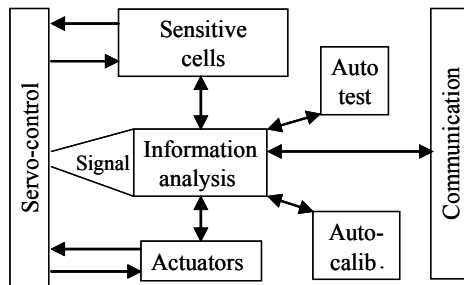 Servo-control
Sensitive
cells
Auto
test
Signal
Information
analysis
Communication
Actuators
Auto-
calib.